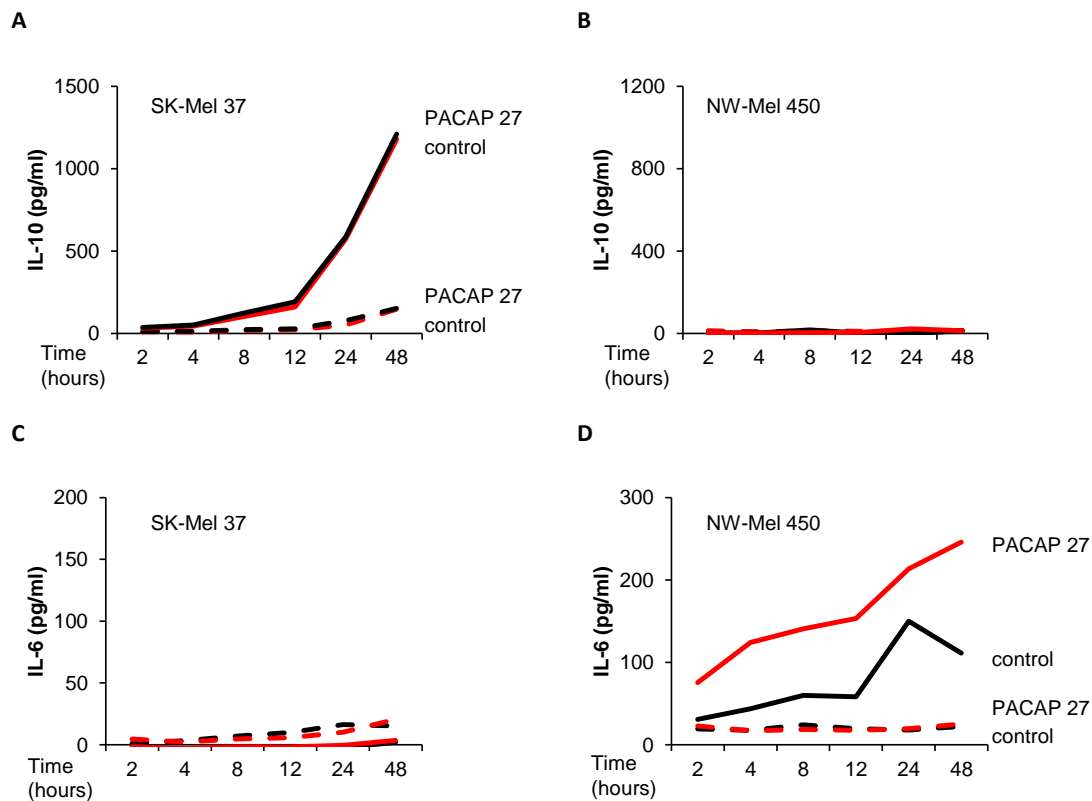 A
IL-10 (pg/ml)
1500
1000
500
0
SK-Mel 37
PACAP 27
control
PACAP 27
control
Time
(hours)
2 4 8 12 24 48
B
IL-10 (pg/ml)
1200
800
400
0
NW-Mel 450
Time
(hours)
2 4 8 12 24 48
C
IL-6 (pg/ml)
200
150
100
50
0
SK-Mel 37
Time
(hours)
2 4 8 12 24 48
D
IL-6 (pg/ml)
300
200
100
0
NW-Mel 450
PACAP 27
control
PACAP 27
control
Time
(hours)
2 4 8 12 24 48